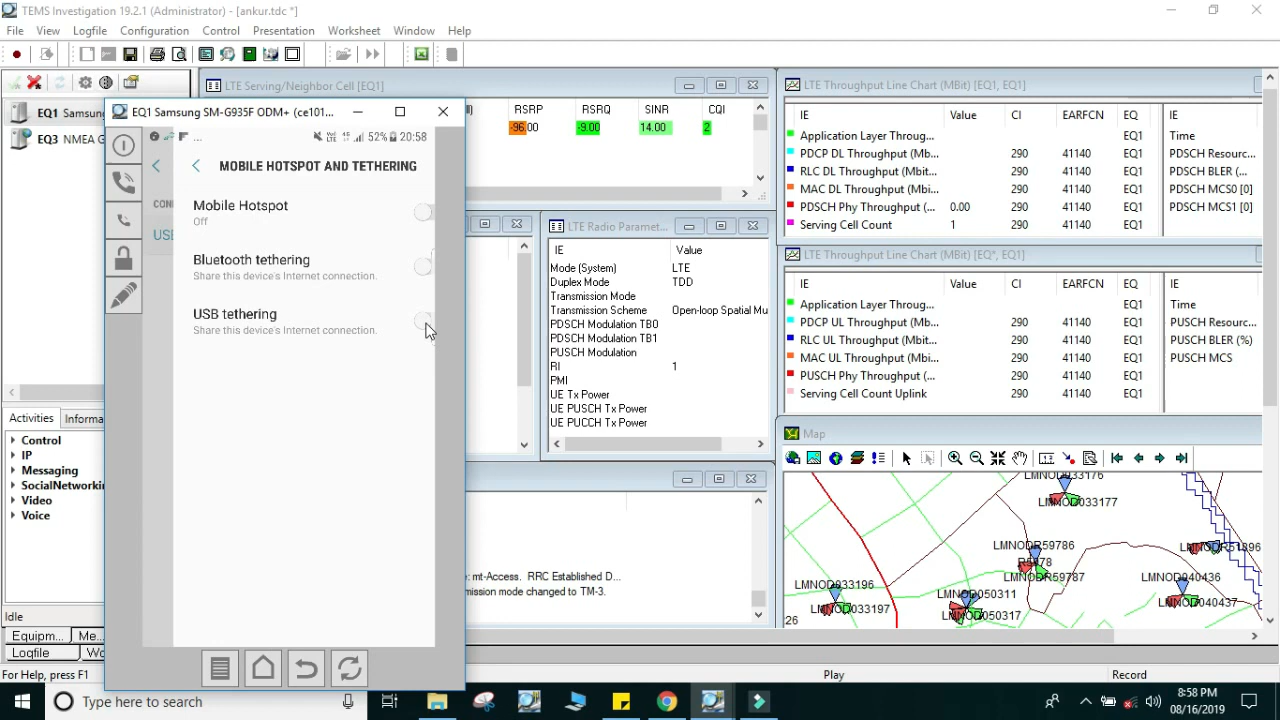 TEMS Investigation 19.2.1 (Administrator) - [ankur.tdc *]
File View Logfile Configuration Control Presentation Worksheet Window Help
EQ1 Samsung
EQ3 NMEA G
LTE Serving/Neighbor Cell [EQ1]
RSRP RSRQ SINR CQI
-96.00 -9.00 14.00 2
EQ1 Samsung SM-G935F ODM+ (ce101...
52% 20:58
MOBILE HOTSPOT AND TETHERING
Mobile Hotspot
Off
Bluetooth tethering
Share this device's Internet connection.
USB tethering
Share this device's Internet connection.
CON
USB
LTE Radio Paramet...
IE Value
Mode (System) LTE
Duplex Mode TDD
Transmission Mode
Transmission Scheme Open-loop Spatial Mu
PDSCH Modulation TB0
PDSCH Modulation TB1
PUSCH Modulation
RI 1
PMI
UE Tx Power
UE PUSCH Tx Power
UE PUCCH Tx Power
LTE Throughput Line Chart (MBit) [EQ1, EQ1]
IE Value CI EARFCN EQ IE
Application Layer Throug... EQ1 Time
PDCP DL Throughput (Mb... 290 41140 EQ1 PDSCH Resourc...
RLC DL Throughput (Mbit... 290 41140 EQ1 PDSCH BLER (...
MAC DL Throughput (Mb... 290 41140 EQ1 PDSCH MCS0 [0]
PDSCH Phy Throughput (... 0.00 290 41140 EQ1 PDSCH MCS1 [0]
Serving Cell Count 1 290 41140 EQ1
LTE Throughput Line Chart (MBit) [EQ*, EQ1]
IE Value CI EARFCN EQ IE
Application Layer Throug... EQ1 Time
PDCP UL Throughput (Mb... 290 41140 EQ1 PUSCH Resourc...
RLC UL Throughput (Mbit... 290 41140 EQ1 PUSCH BLER (%)
MAC UL Throughput (Mbi... 290 41140 EQ1 PUSCH MCS
PUSCH Phy Throughput (... 290 41140 EQ1
Serving Cell Count Uplink 290 41140 EQ1
Activities Informa
Control
IP
Messaging
SocialNetworkin
Video
Voice
Idle
Equipm... Me...
Logfile Wo
: mt-Access. RRC Established D...
mission mode changed to TM-3.
Map
LMNOD033176
LMNOD033177
LMNODR59786
LMNODR59787
LMNOD033196
LMNOD033197
LMNOD050311
LMNOD050317
LMNOD040436
LMNOD040437
26
For Help, press F1 Play Record
Type here to search
8:58 PM
08/16/2019